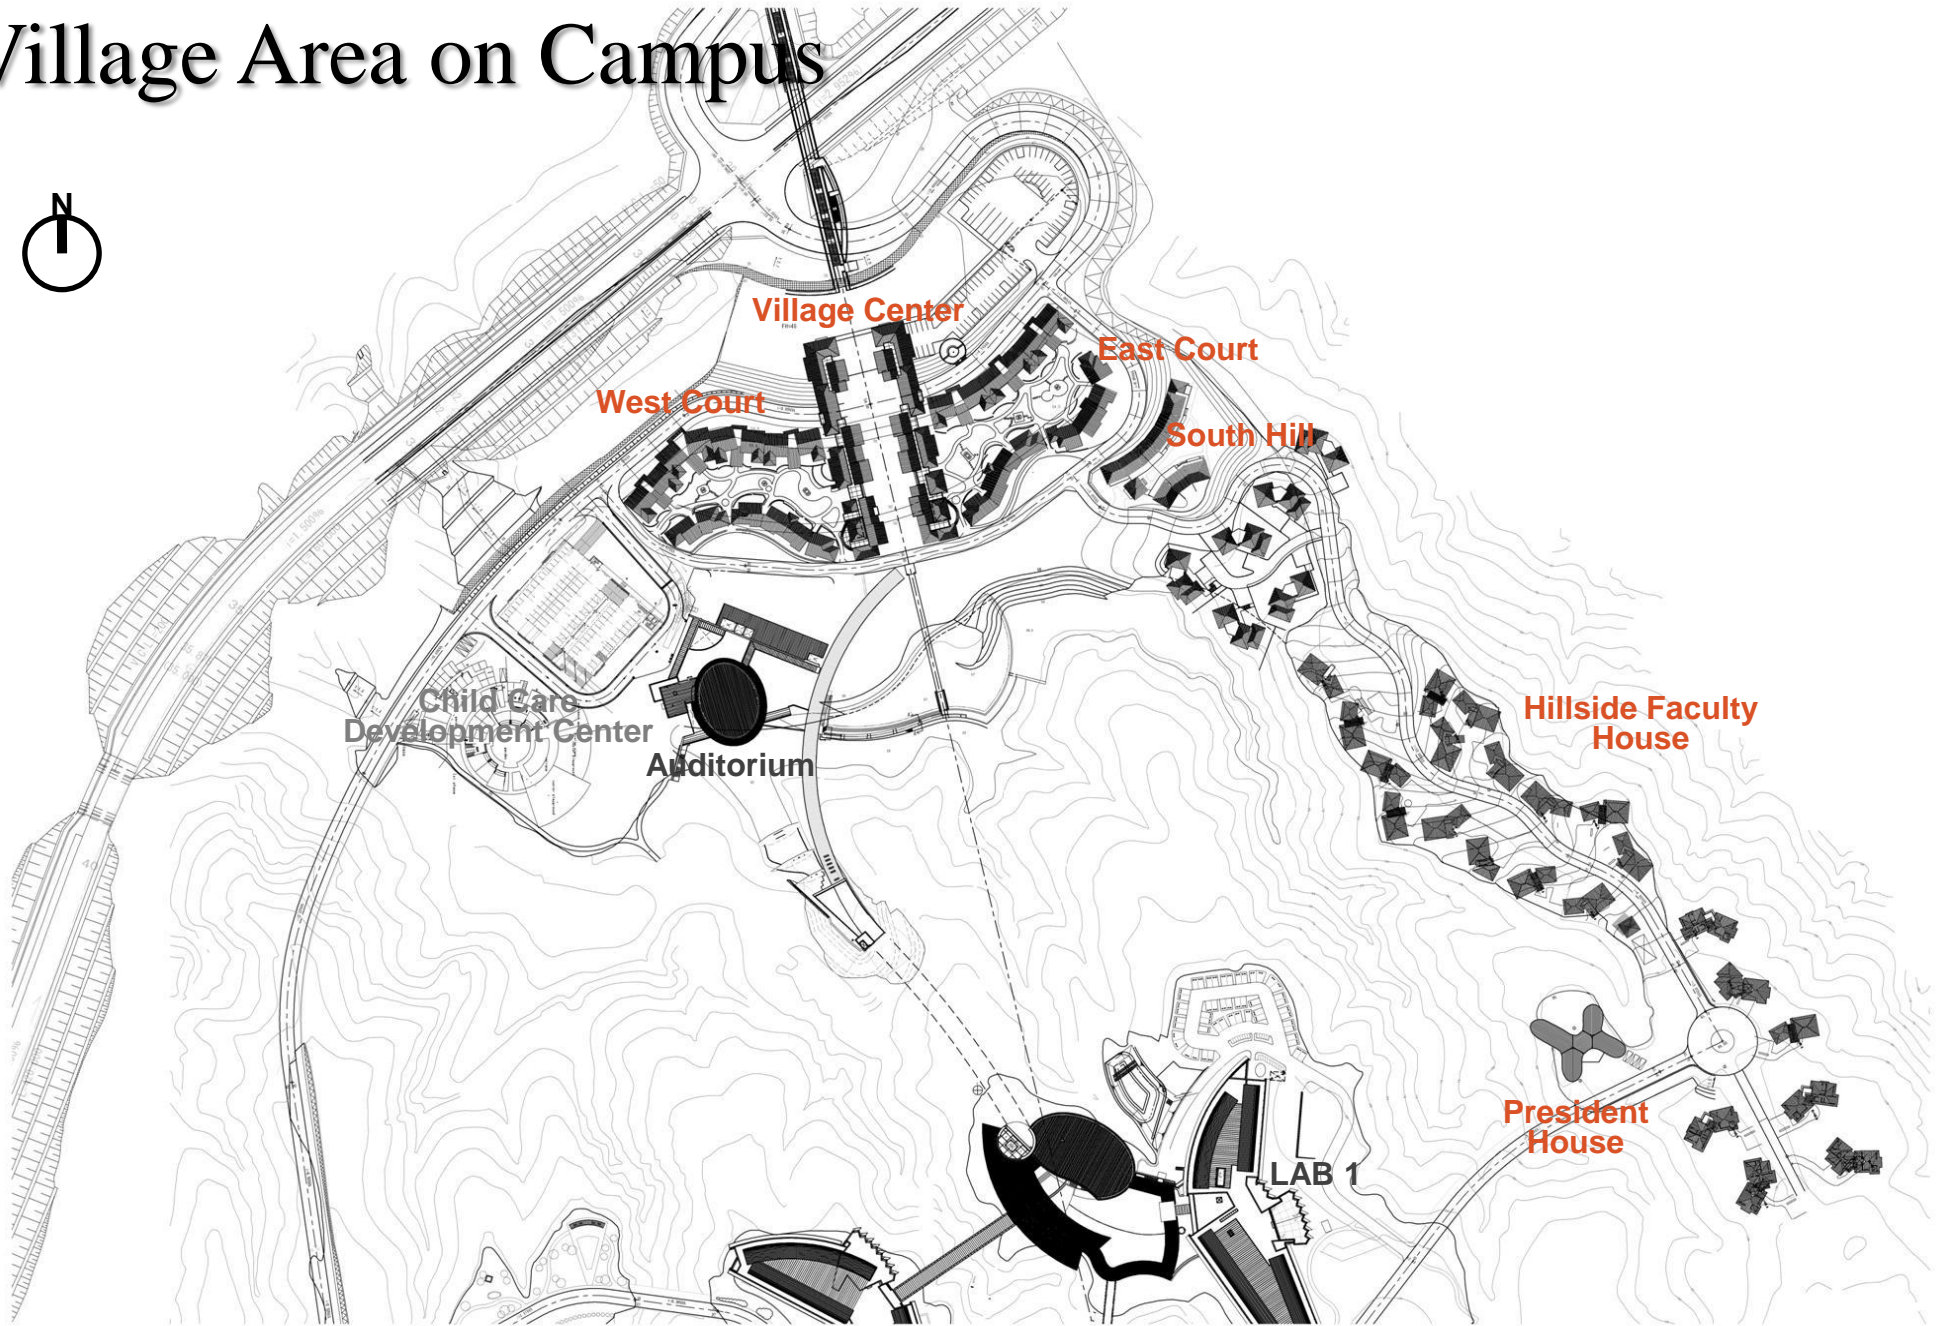 Village Area on Campus
N
Village Center
East Court
West Court
South Hill
Child Care
Development Center
Auditorium
Hillside Faculty
House
President
House
LAB 1